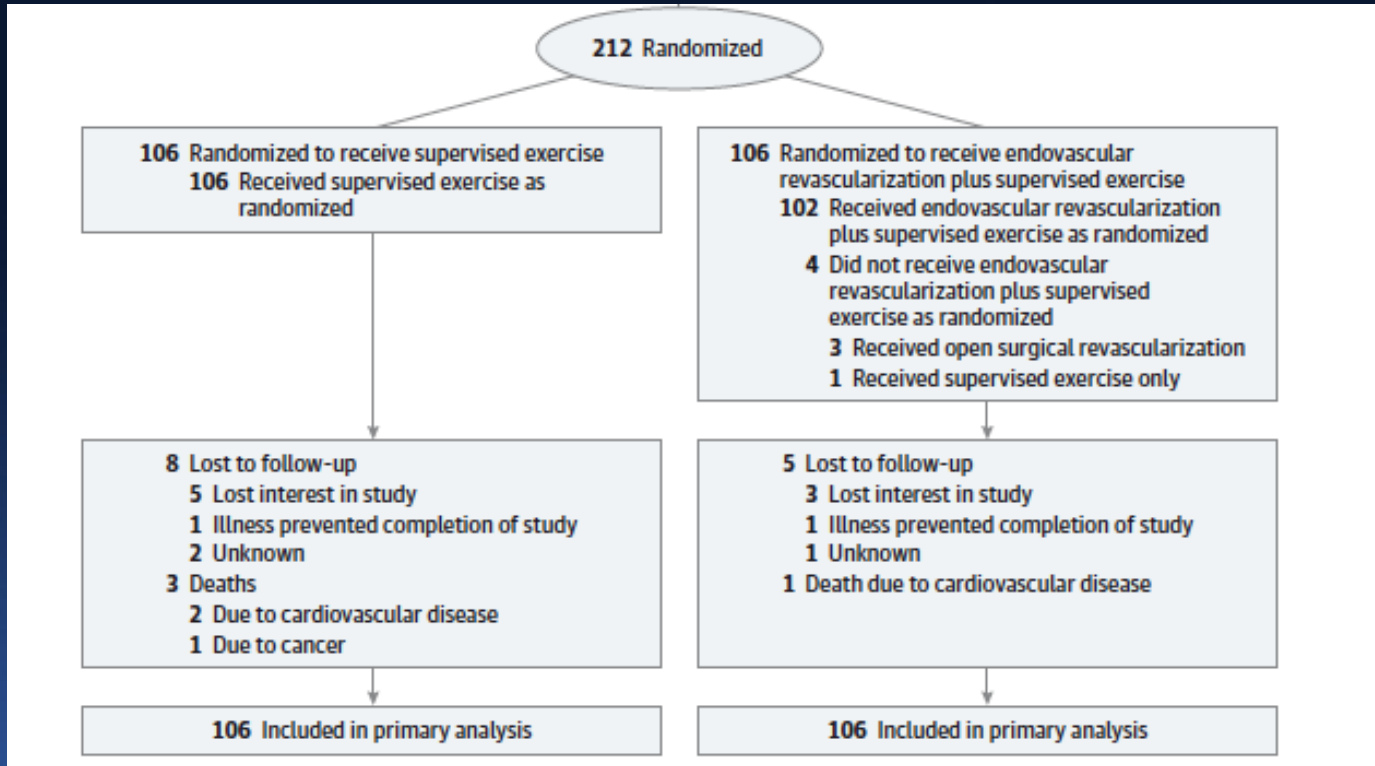 212 Randomized
106 Randomized to receive supervised exercise
106 Received supervised exercise as
randomized
106 Randomized to receive endovascular
revascularization plus supervised exercise
102 Received endovascular revascularization
plus supervised exercise as randomized
4 Did not receive endovascular
revascularization plus supervised
exercise as randomized
3 Received open surgical revascularization
1 Received supervised exercise only
8 Lost to follow-up
5 Lost interest in study
1 Illness prevented completion of study
2 Unknown
3 Deaths
2 Due to cardiovascular disease
1 Due to cancer
5 Lost to follow-up
3 Lost interest in study
1 Illness prevented completion of study
1 Unknown
1 Death due to cardiovascular disease
106 Included in primary analysis
106 Included in primary analysis